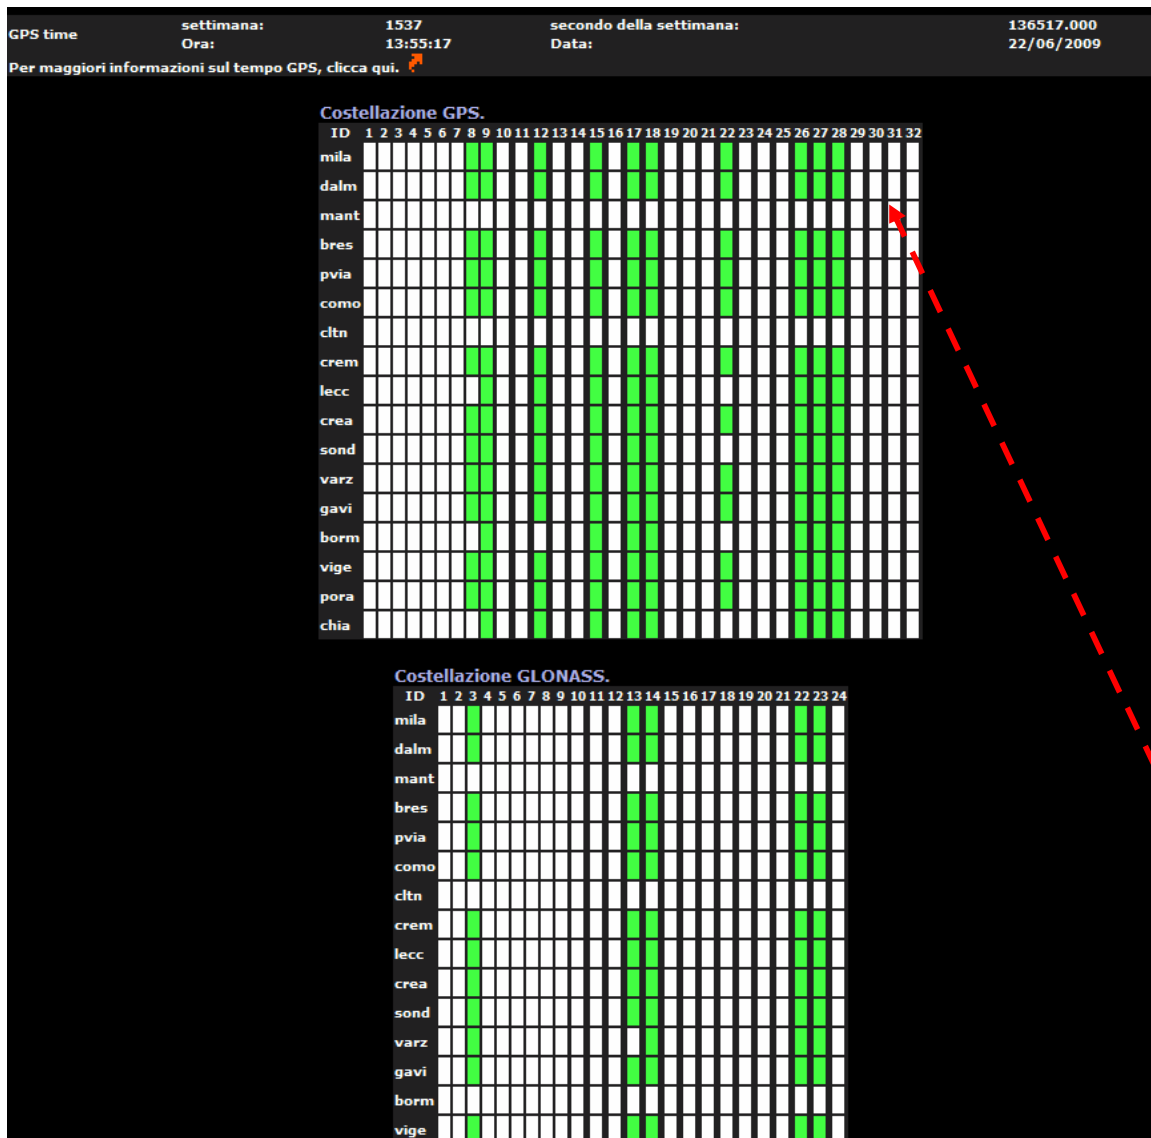 GPS time settimana: 1537 secondo della settimana: 136517.000
Ora: 13:55:17 Data: 22/06/2009
Per maggiori informazioni sul tempo GPS, clicca qui.
Costellazione GPS.
ID 1 2 3 4 5 6 7 8 9 10 11 12 13 14 15 16 17 18 19 20 21 22 23 24 25 26 27 28 29 30 31 32
mila
dalm
mant
bres
pvia
como
cltn
crem
lecc
crea
sond
varz
gavi
borm
vige
pora
chia
Costellazione GLONASS.
ID 1 2 3 4 5 6 7 8 9 10 11 12 13 14 15 16 17 18 19 20 21 22 23 24
mila
dalm
mant
bres
pvia
como
cltn
crem
lecc
crea
sond
varz
gavi
borm
vige